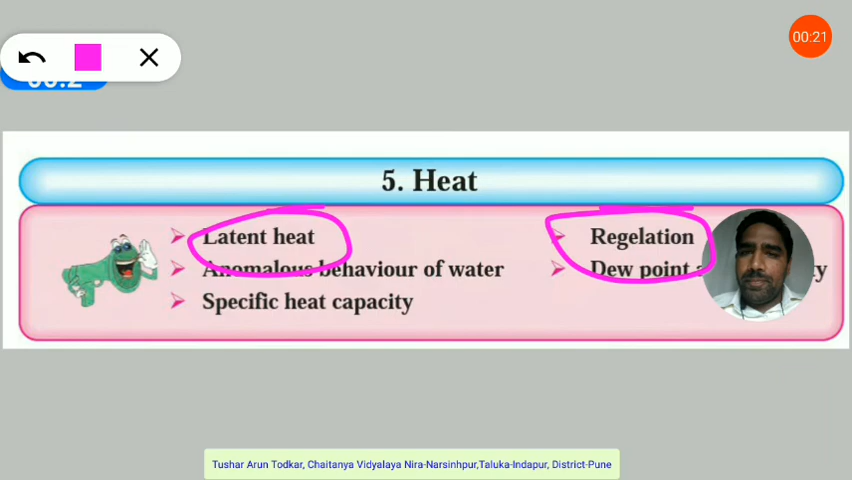 00:21
5. Heat
Latent heat
Regelation
Anomalous behaviour of water
Dew point
Specific heat capacity
Tushar Arun Todkar, Chaitanya Vidyalaya Nira-Narsinhpur,Taluka-Indapur, District-Pune